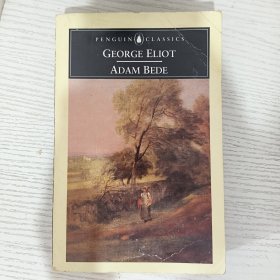 PENGUIN CLASSICS
GEORGE ELIOT
ADAM BEDE